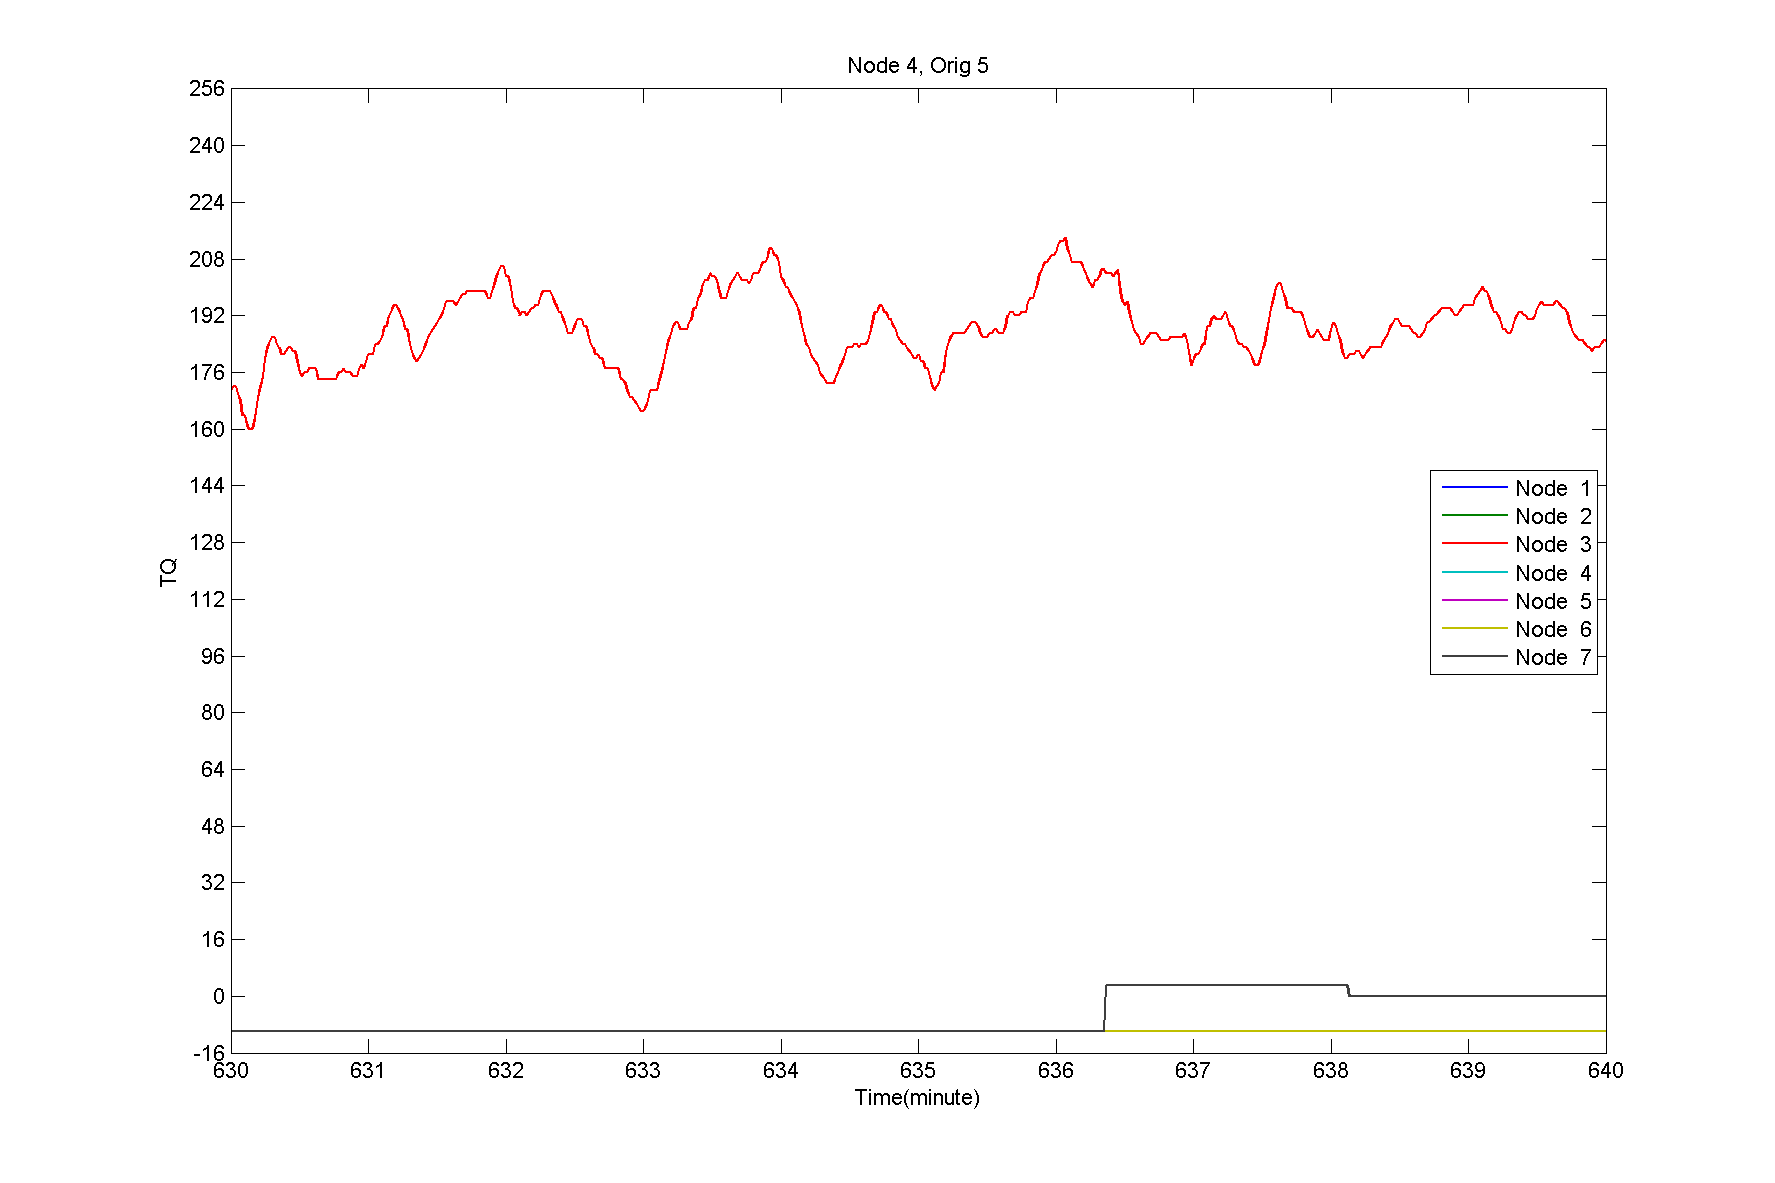 Node 4, Orig 5
256
240
224
208
192
176
160
144
128
112
96
80
64
48
32
16
0
-16
TQ
Node 1
Node 2
Node 3
Node 4
Node 5
Node 6
Node 7
630 631 632 633 634 635 636 637 638 639 640
Time(minute)